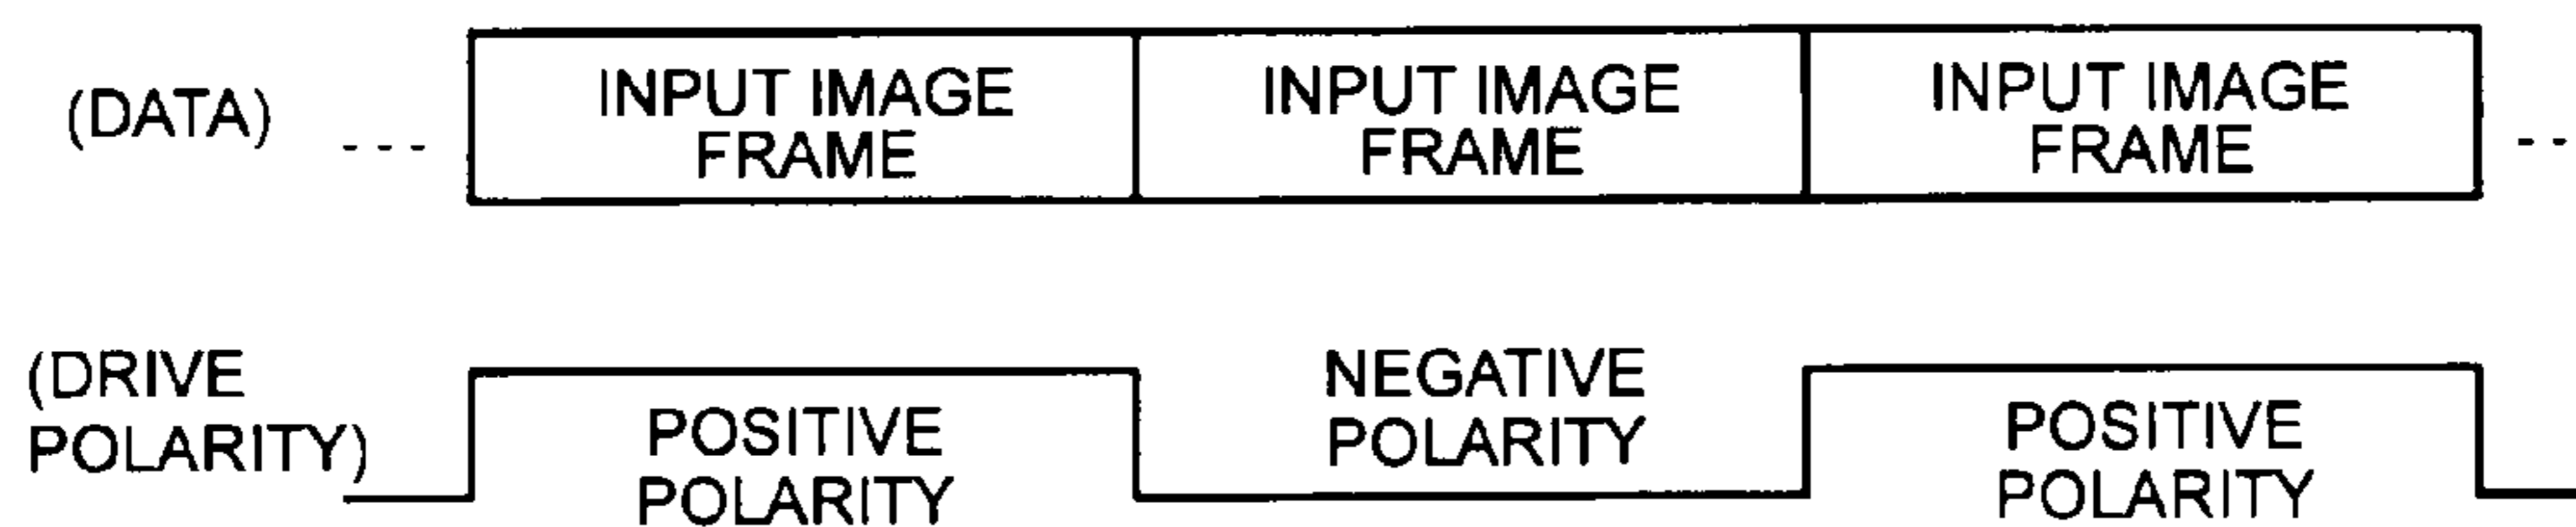 (DATA) - - - INPUT IMAGE FRAME INPUT IMAGE FRAME INPUT IMAGE FRAME - -
(DRIVE POLARITY) POSITIVE POLARITY NEGATIVE POLARITY POSITIVE POLARITY